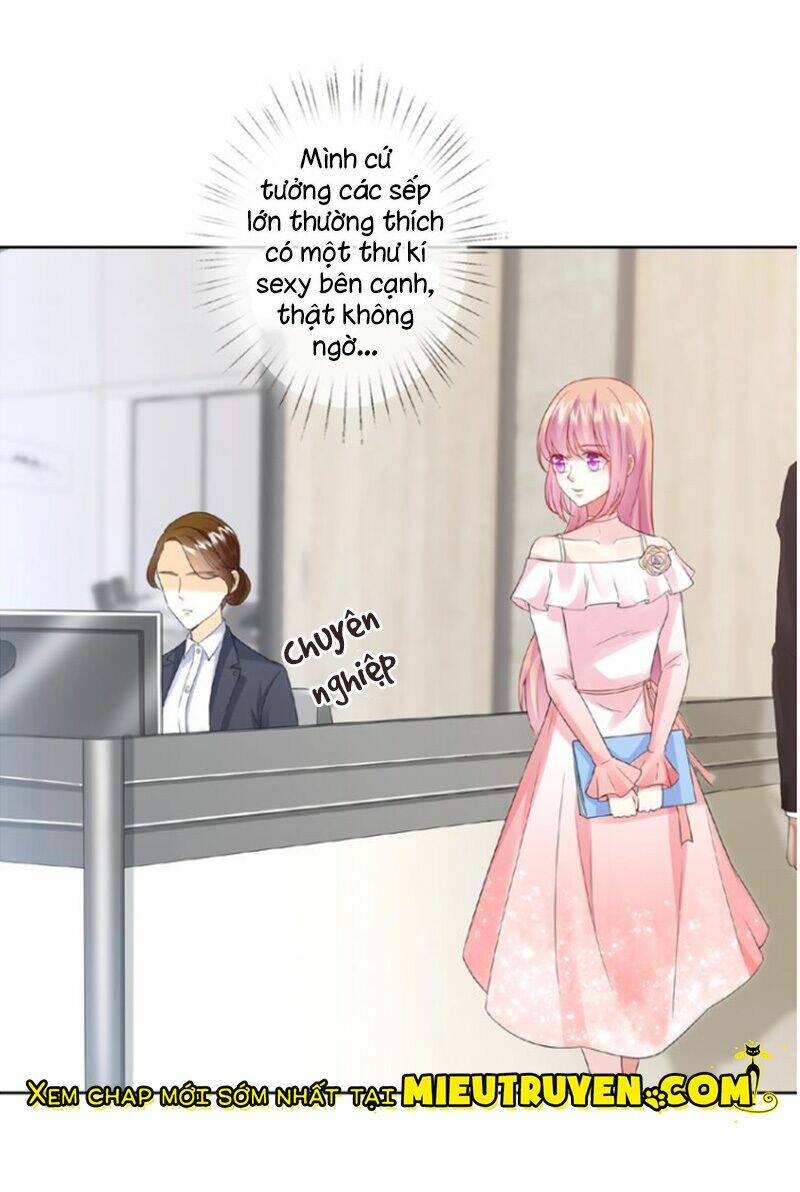 Mình cứ
tưởng các sếp
lớn thường thích
có một thư kí
sexy bên cạnh,
thật không
ngờ...
Chuyên
nghiệp
XEM CHAP MỚI SỚM NHẤT TẠI MIEUTRUYEN.COM